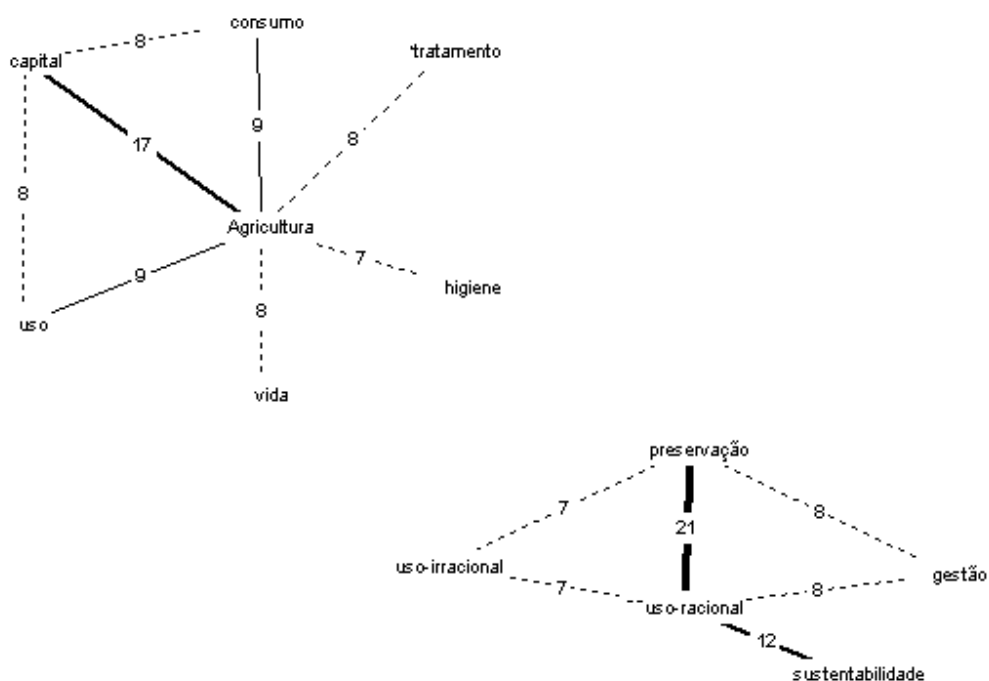 consumo
8
capital
'tratamento
9
8
17
8
Agricultura
7
9
higiene
8
uso
vida
preservação
7
8
21
uso-irracional
gestão
7
8
uso-racional
12
sustentabilidade